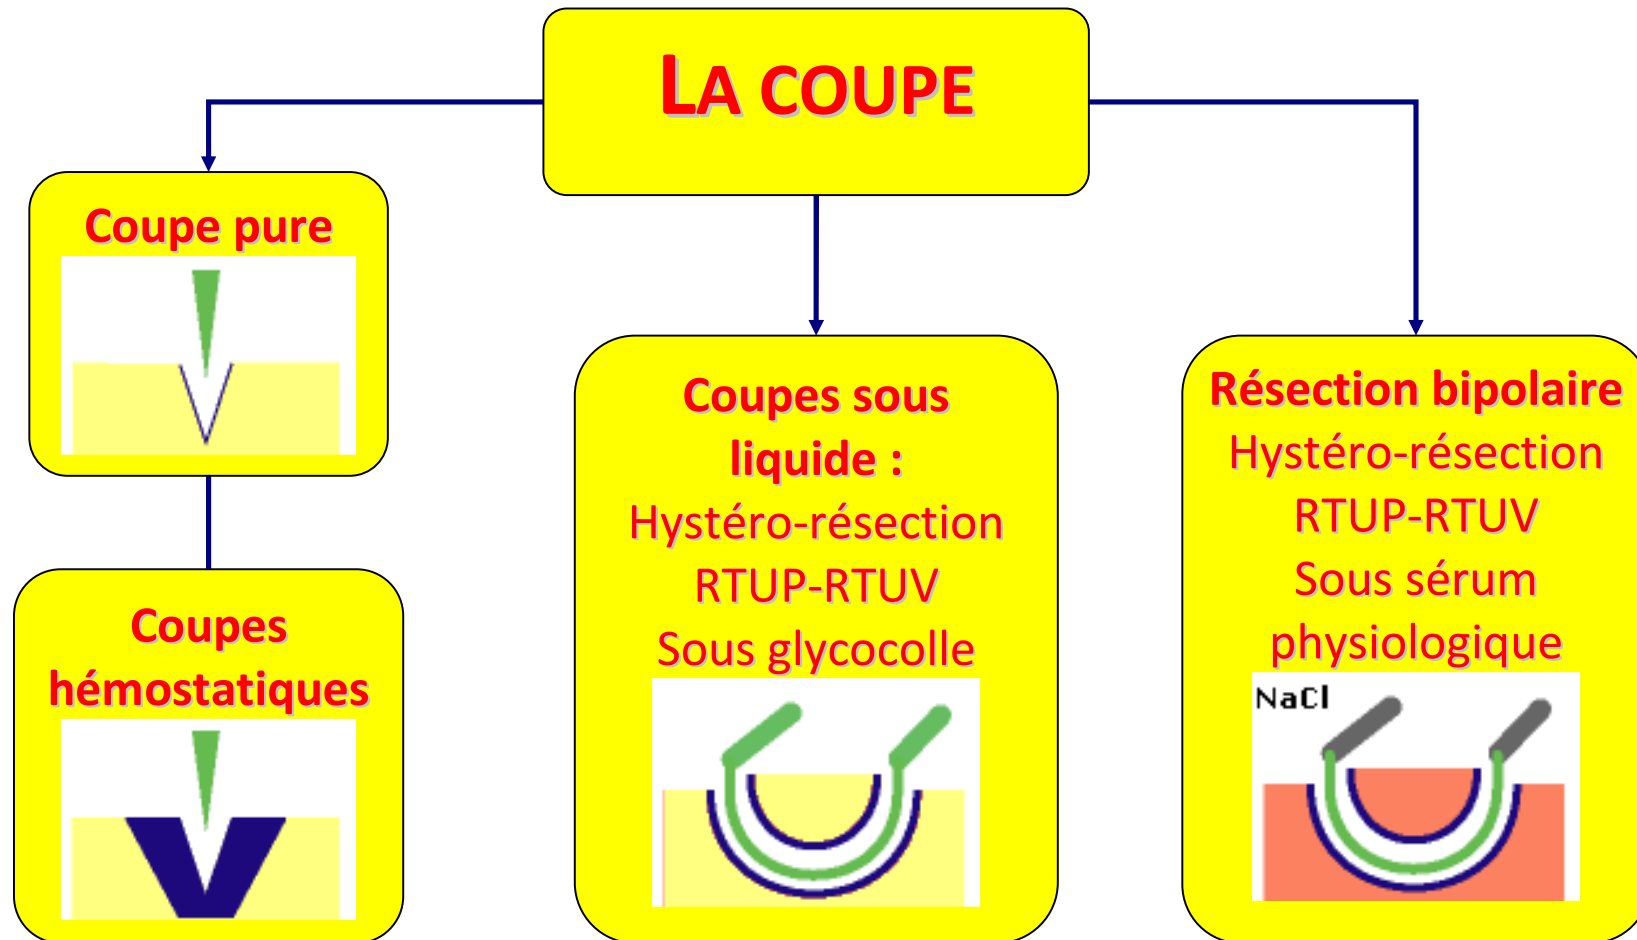 LA COUPE
Coupe pure
Coupes
hémostatiques
Coupes sous
liquide :
Hystéro-résection
RTUP-RTUV
Sous glycocolle
Résection bipolaire
Hystéro-résection
RTUP-RTUV
Sous sérum
physiologique
NaCl